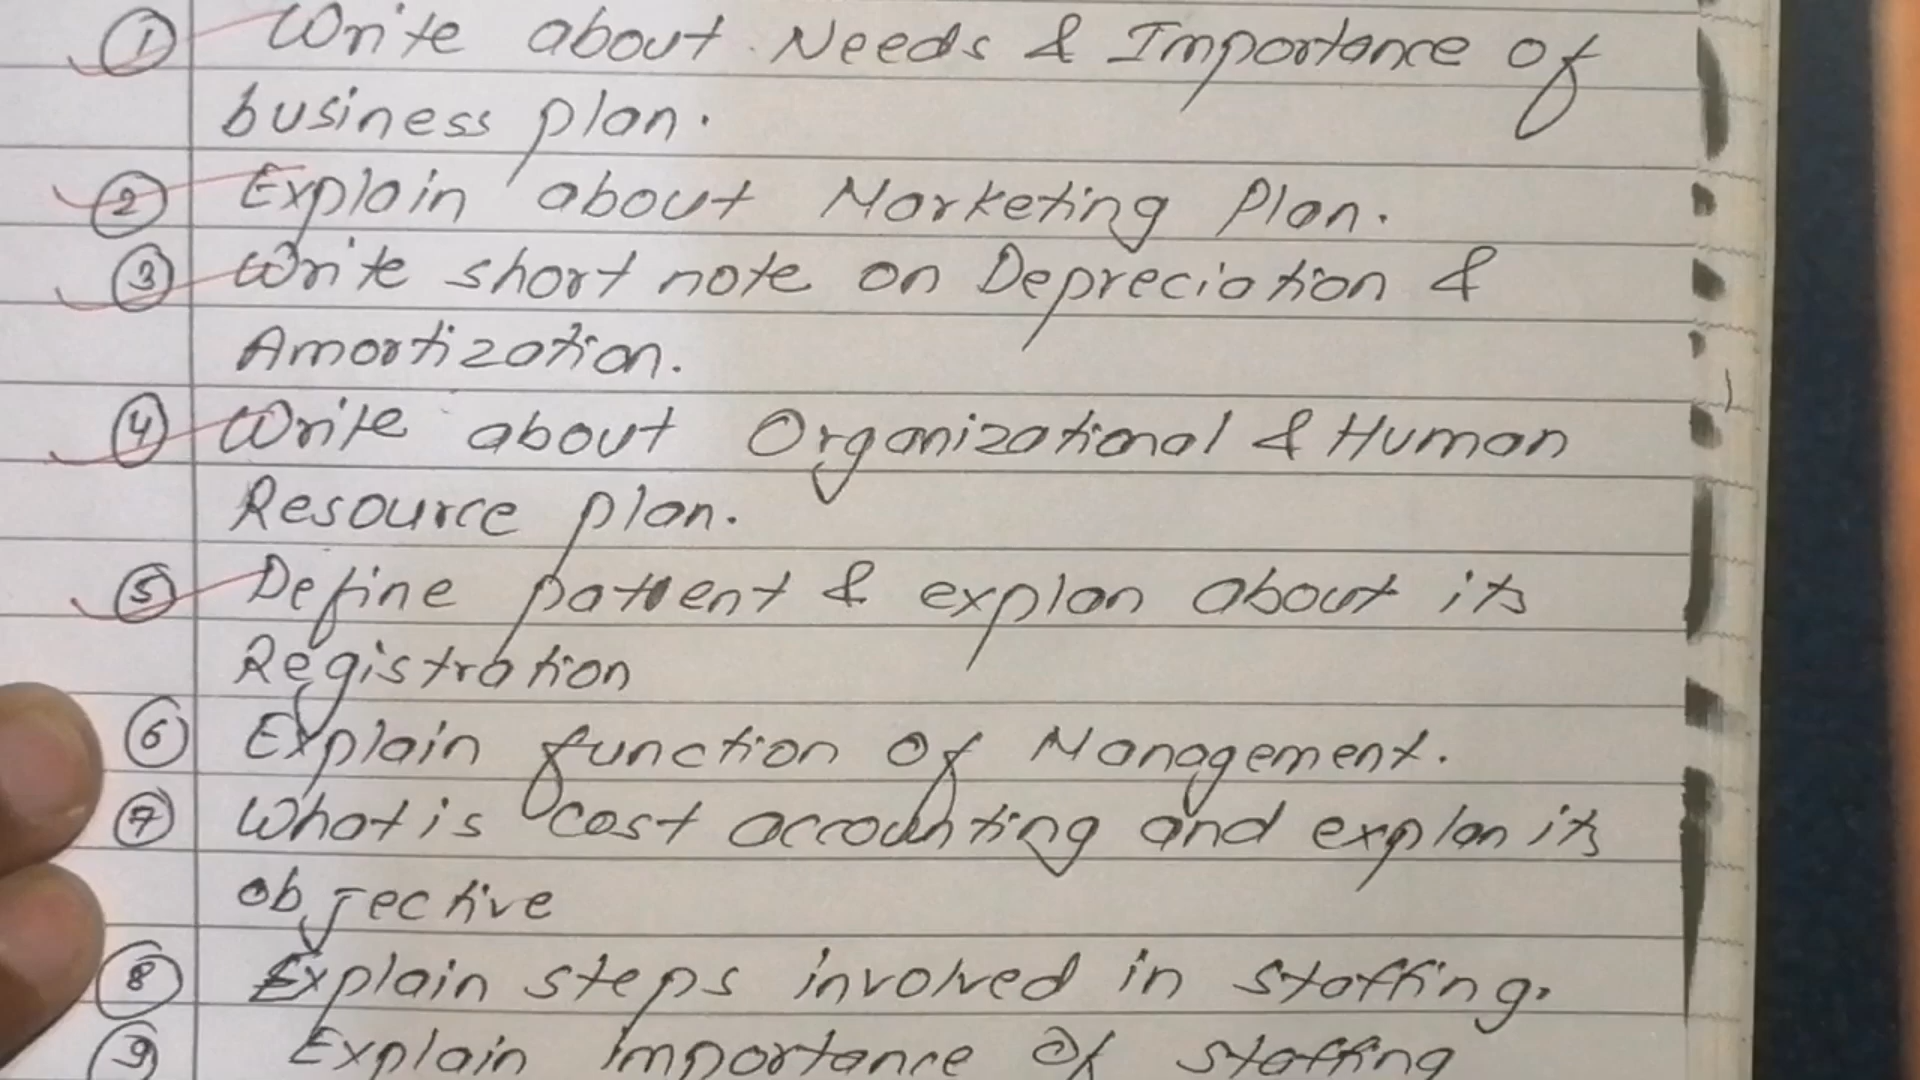 ① Write about Needs & Importance of
business plan.
② Explain about Marketing Plan.
③ Write short note on Depreciation &
Amortization.
④ Write about Organizational & Human
Resource plan.
⑤ Define patent & explan about its
Registration
⑥ Explain function of Management.
⑦ What is cost accounting and explan its
objective
⑧ Explain steps involved in staffing.
⑨ Explain importance of staffing